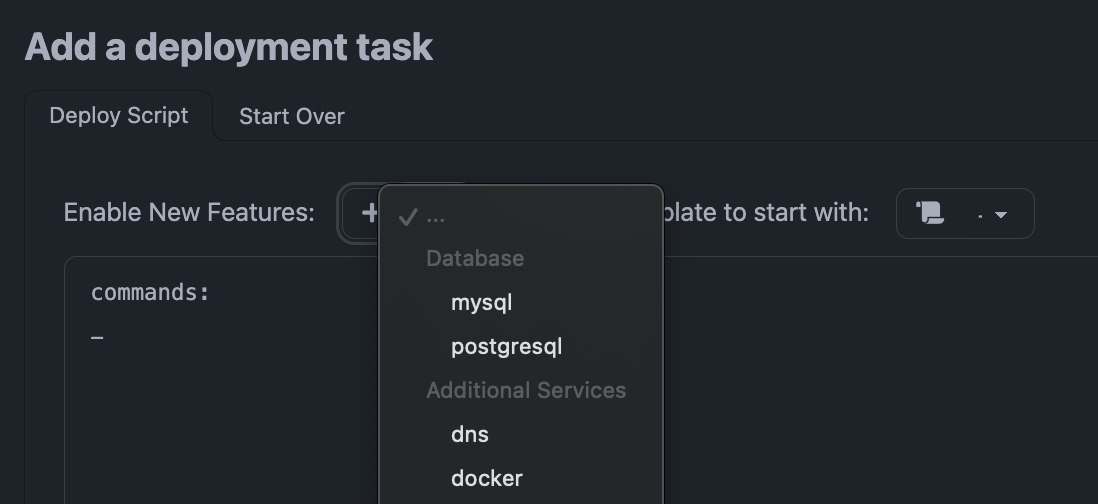 Add a deployment task
Deploy Script Start Over
Enable New Features: + plate to start with:
...
Database
mysql
postgresql
Additional Services
dns
docker
commands:
–